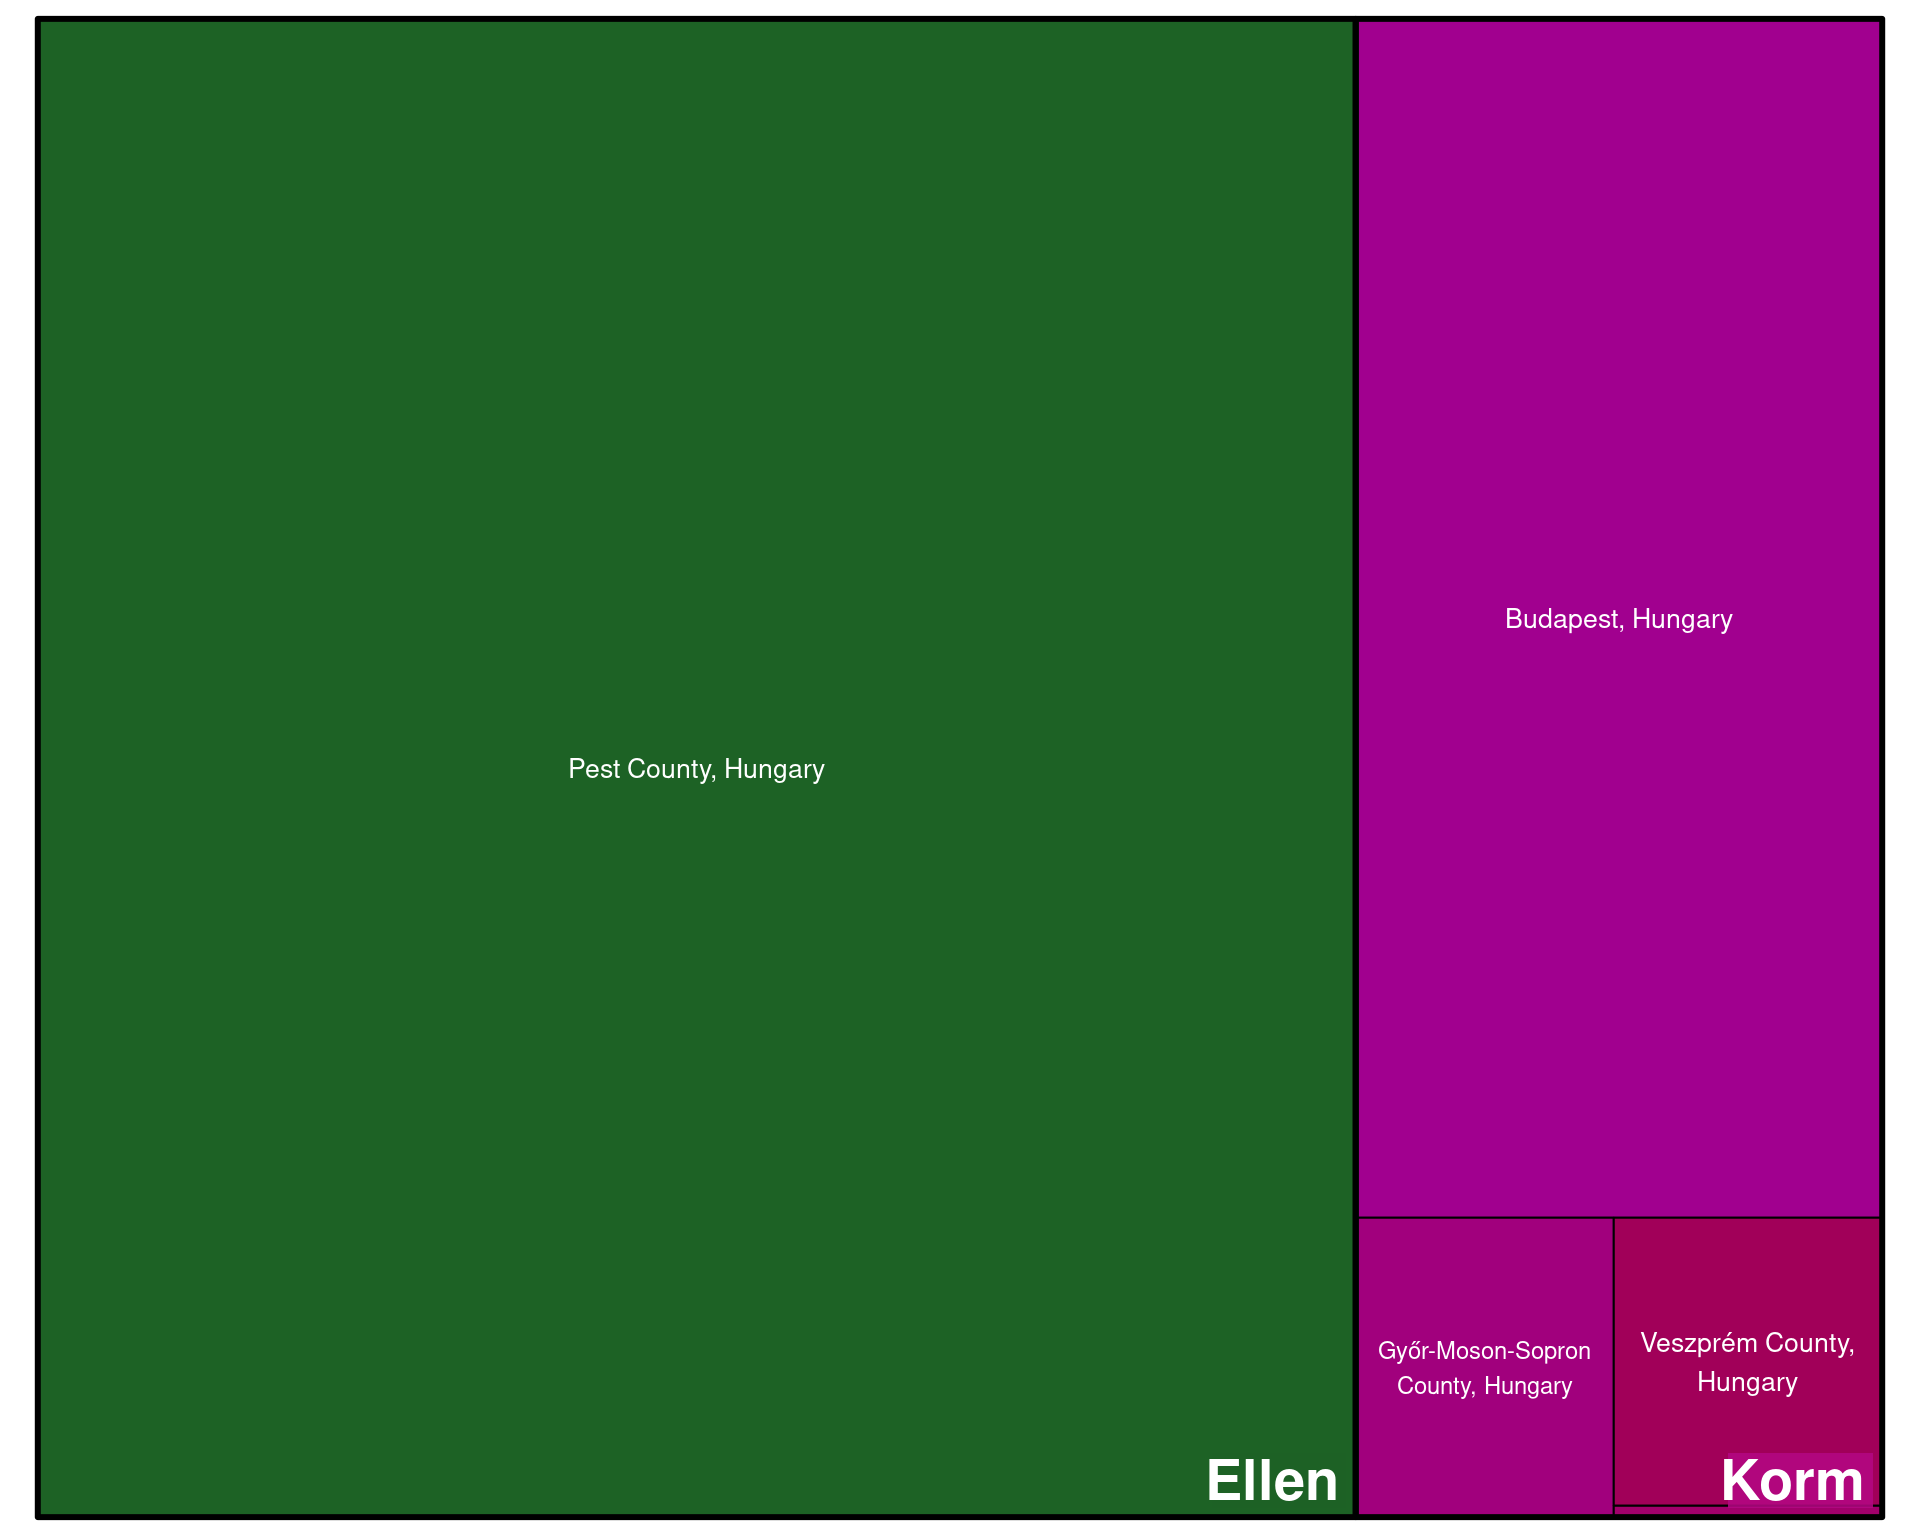 Budapest, Hungary
Pest County, Hungary
Győr-Moson-Sopron
County, Hungary
Veszprém County,
Hungary
Ellen
Korm